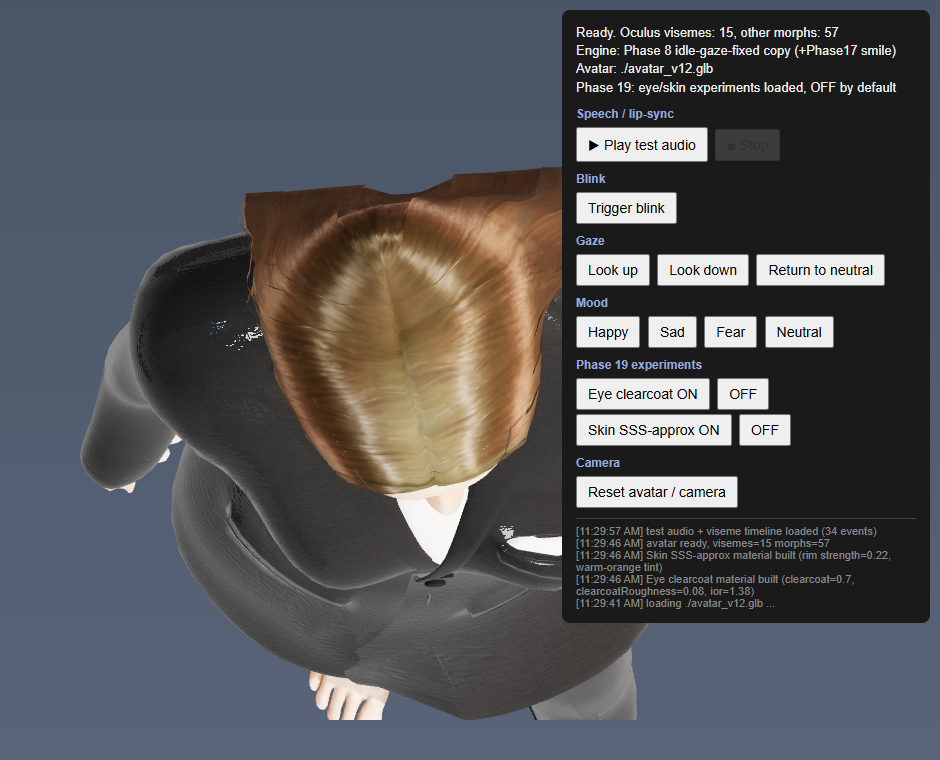 Ready. Oculus visemes: 15, other morphs: 57
Engine: Phase 8 idle-gaze-fixed copy (+Phase17 smile)
Avatar: ./avatar_v12.glb
Phase 19: eye/skin experiments loaded, OFF by default
Speech / lip-sync
▶ Play test audio ■ Stop
Blink
Trigger blink
Gaze
Look up Look down Return to neutral
Mood
Happy Sad Fear Neutral
Phase 19 experiments
Eye clearcoat ON OFF
Skin SSS-approx ON OFF
Camera
Reset avatar / camera
[11:29:57 AM] test audio + viseme timeline loaded (34 events)
[11:29:46 AM] avatar ready, visemes=15 morphs=57
[11:29:46 AM] Skin SSS-approx material built (rim strength=0.22,
warm-orange tint)
[11:29:46 AM] Eye clearcoat material built (clearcoat=0.7,
clearcoatRoughness=0.08, ior=1.38)
[11:29:41 AM] loading ./avatar_v12.glb ...